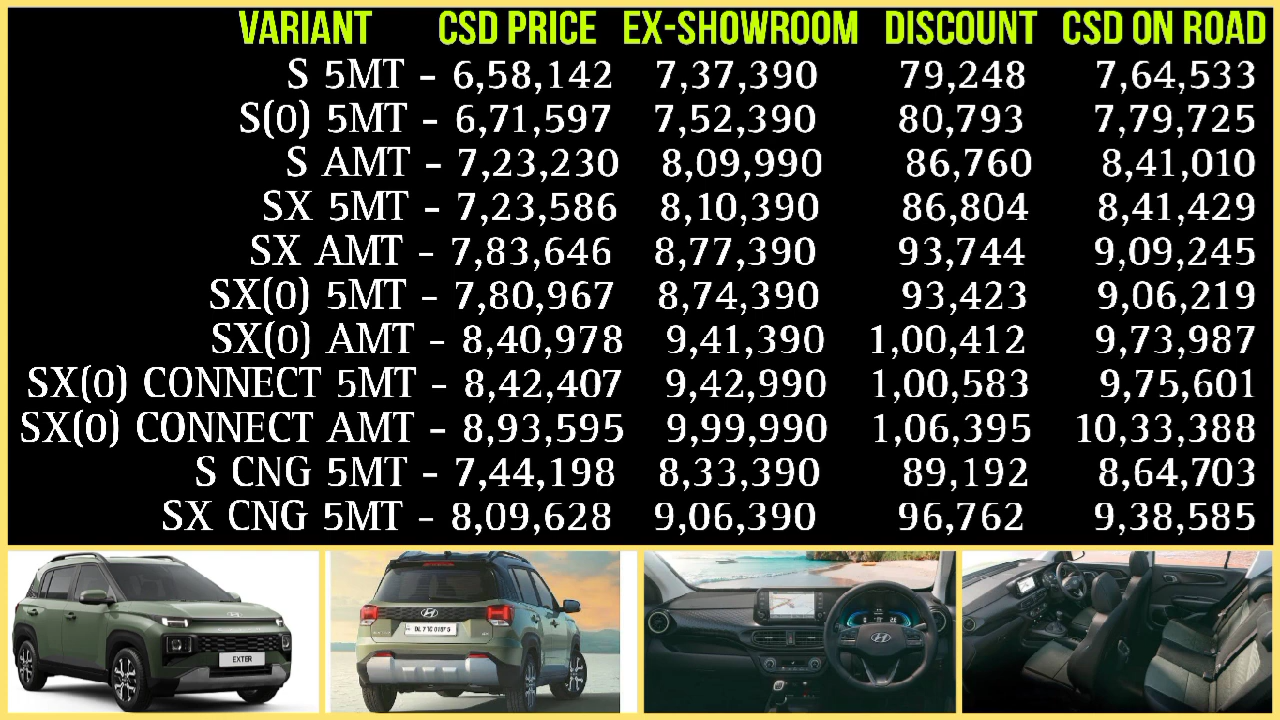 VARIANT CSD PRICE EX-SHOWROOM DISCOUNT CSD ON ROAD
S 5MT - 6,58,142 7,37,390 79,248 7,64,533
S(O) 5MT - 6,71,597 7,52,390 80,793 7,79,725
S AMT - 7,23,230 8,09,990 86,760 8,41,010
SX 5MT - 7,23,586 8,10,390 86,804 8,41,429
SX AMT - 7,83,646 8,77,390 93,744 9,09,245
SX(O) 5MT - 7,80,967 8,74,390 93,423 9,06,219
SX(O) AMT - 8,40,978 9,41,390 1,00,412 9,73,987
SX(O) CONNECT 5MT - 8,42,407 9,42,990 1,00,583 9,75,601
SX(O) CONNECT AMT - 8,93,595 9,99,990 1,06,395 10,33,388
S CNG 5MT - 7,44,198 8,33,390 89,192 8,64,703
SX CNG 5MT - 8,09,628 9,06,390 96,762 9,38,585
EXTER